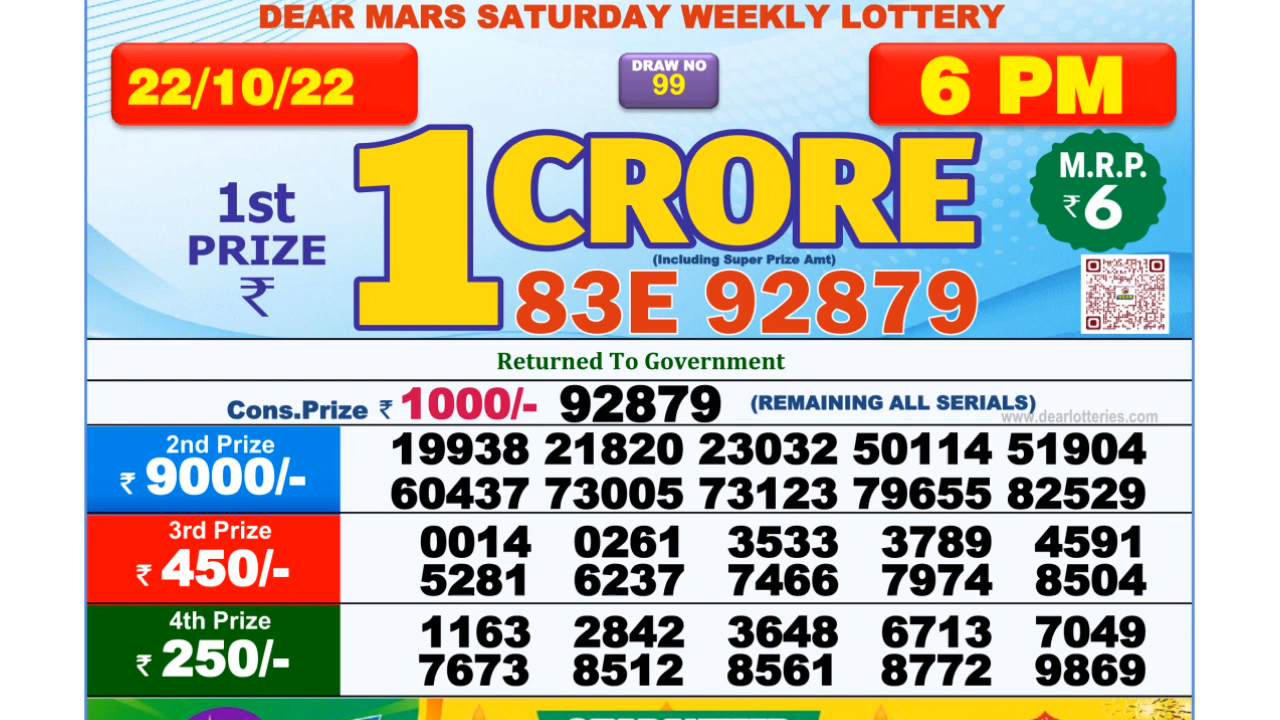 DEAR MARS SATURDAY WEEKLY LOTTERY
22/10/22
DRAW NO
99
6 PM
1 CRORE
1st
PRIZE
₹
M.R.P.
₹6
(Including Super Prize Amt)
83E 92879
Returned To Government
Cons.Prize ₹ 1000/- 92879 (REMAINING ALL SERIALS)
www.dearlotteries.com
2nd Prize
₹ 9000/-
19938 21820 23032 50114 51904
60437 73005 73123 79655 82529
3rd Prize
₹ 450/-
0014 0261 3533 3789 4591
5281 6237 7466 7974 8504
4th Prize
₹ 250/-
1163 2842 3648 6713 7049
7673 8512 8561 8772 9869